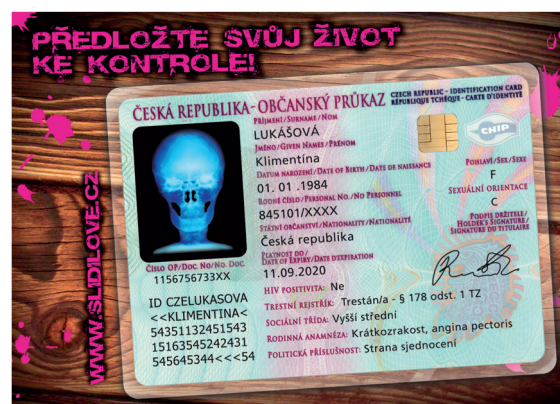 PŘEDLOŽTE SVŮJ ŽIVOT
KE KONTROLE!
ČESKÁ REPUBLIKA-OBČANSKÝ PRŮKAZ
CZECH REPUBLIC - IDENTIFICATION CARD
RÉPUBLIQUE TCHÈQUE - CARTE D'IDENTITÉ
PŘÍJMENÍ/SURNAME/NOM
LUKÁŠOVÁ
JMÉNO/GIVEN NAMES/PRÉNOM
Klimentína
CHIP
DATUM NAROZENÍ/DATE OF BIRTH/DATE DE NAISSANCE
01. 01 .1984
POHLAVÍ/SEX/SEXE
F
RODNÉ ČÍSLO/PERSONAL NO./NO PERSONNEL
845101/XXXX
SEXUÁLNÍ ORIENTACE
C
STÁTNÍ OBČANSTVÍ/NATIONALITY/NATIONALITÉ
Česká republika
PODPIS DRŽITELE/
HOLDER'S SIGNATURE/
SIGNATURE DU TITULAIRE
PLATNOST DO/
DATE OF EXPIRY/DATE D'EXPIRATION
11.09.2020
ČÍSLO OP/DOC. NO/NO. DOC.
1156756733XX
ID CZELUKASOVA
<<KLIMENTINA<
54351132451543
15163545242431
545645344<<<54
HIV POSITIVITA: Ne
TRESTNÍ REJSTŘÍK: Trestán/a - § 178 odst. 1 TZ
SOCIÁLNÍ TŘÍDA: Vyšší střední
RODINNÁ ANAMNÉZA: Krátkozrakost, angina pectoris
POLITICKÁ PŘÍSLUŠNOST: Strana sjednocení
WWW.SLIDILOVE.CZ